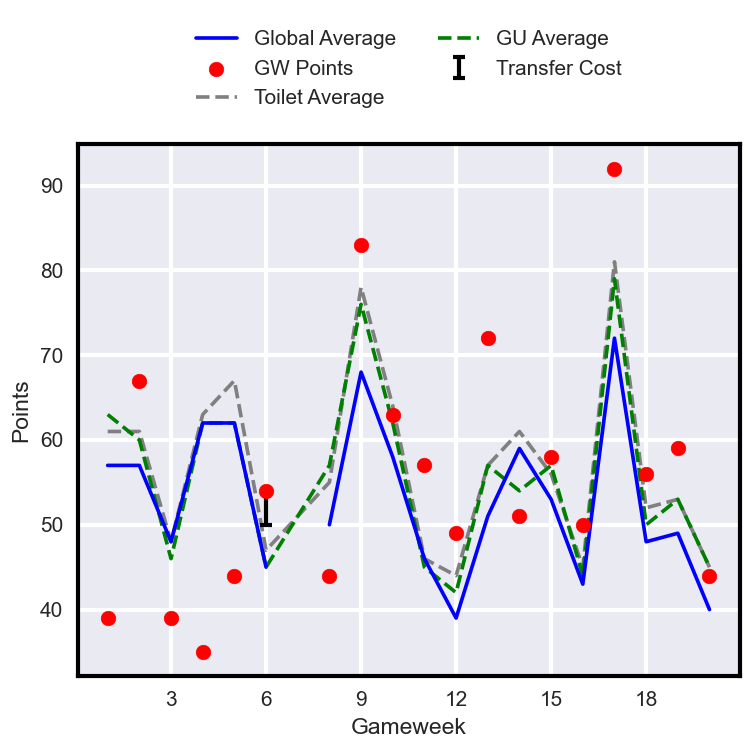 Global Average
GW Points
Toilet Average
GU Average
Transfer Cost
Points
90
80
70
60
50
40
3 6 9 12 15 18
Gameweek